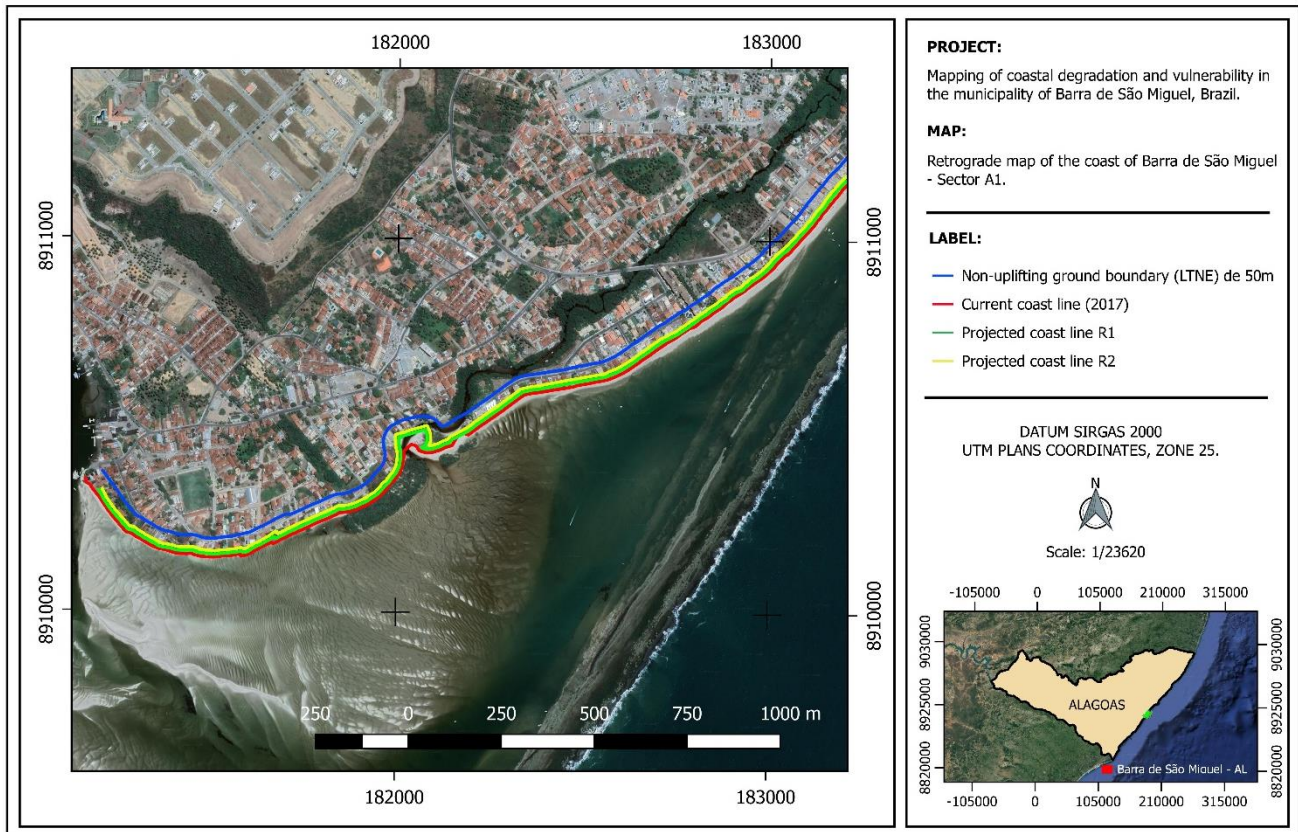 182000
183000
8911000
8911000
8910000
8910000
250
0
250
500
750
1000 m
182000
183000
PROJECT:
Mapping of coastal degradation and vulnerability in
the municipality of Barra de São Miguel, Brazil.
MAP:
Retrograde map of the coast of Barra de São Miguel
- Sector A1.
LABEL:
Non-uplifting ground boundary (LTNE) de 50m
Current coast line (2017)
Projected coast line R1
Projected coast line R2
DATUM SIRGAS 2000
UTM PLANS COORDINATES, ZONE 25.
N
Scale: 1/23620
-105000
0
105000
210000
315000
9030000
9030000
8925000
8925000
8820000
8820000
ALAGOAS
Barra de São Miguel - AL
-105000
0
105000
210000
315000